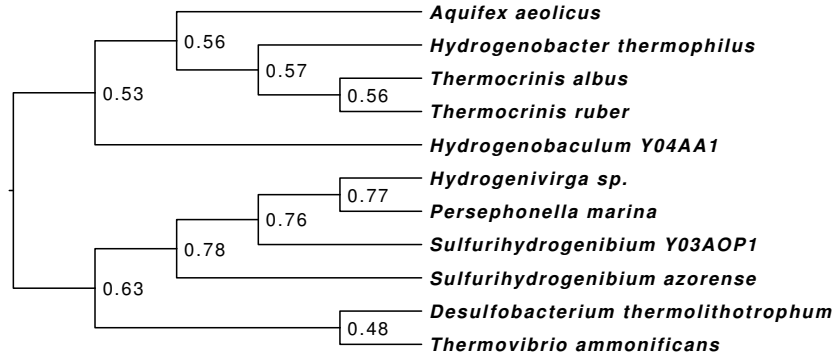 Aquifex aeolicus
0.56
Hydrogenobacter thermophilus
0.57
Thermocrinis albus
0.53
0.56
Thermocrinis ruber
Hydrogenobaculum Y04AA1
Hydrogenivirga sp.
0.77
Persephonella marina
0.76
Sulfurihydrogenibium Y03AOP1
0.78
Sulfurihydrogenibium azorense
0.63
Desulfobacterium thermolithotrophum
0.48
Thermovibrio ammonificans